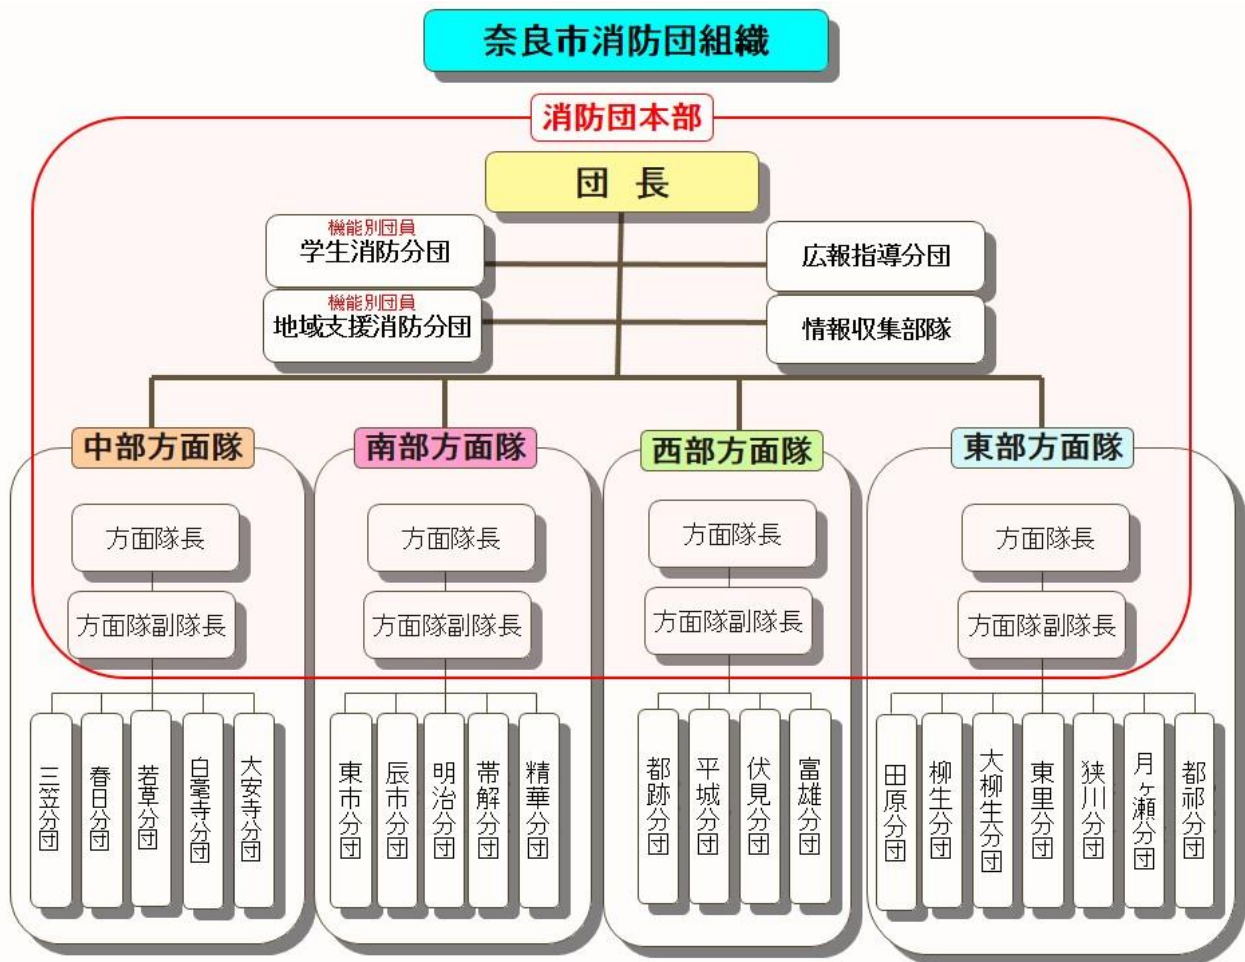 奈良市消防団組織
消防団本部
団 長
機能別団員
学生消防分団
広報指導分団
機能別団員
地域支援消防分団
情報収集部隊
中部方面隊
南部方面隊
西部方面隊
東部方面隊
方面隊長
方面隊長
方面隊長
方面隊長
方面隊副隊長
方面隊副隊長
方面隊副隊長
方面隊副隊長
三笠分団
春日分団
若草分団
白毫寺分団
大安寺分団
東市分団
辰市分団
明治分団
帯解分団
精華分団
都跡分団
平城分団
伏見分団
富雄分団
田原分団
柳生分団
大柳生分団
東里分団
狭川分団
月ヶ瀬分団
都祁分団